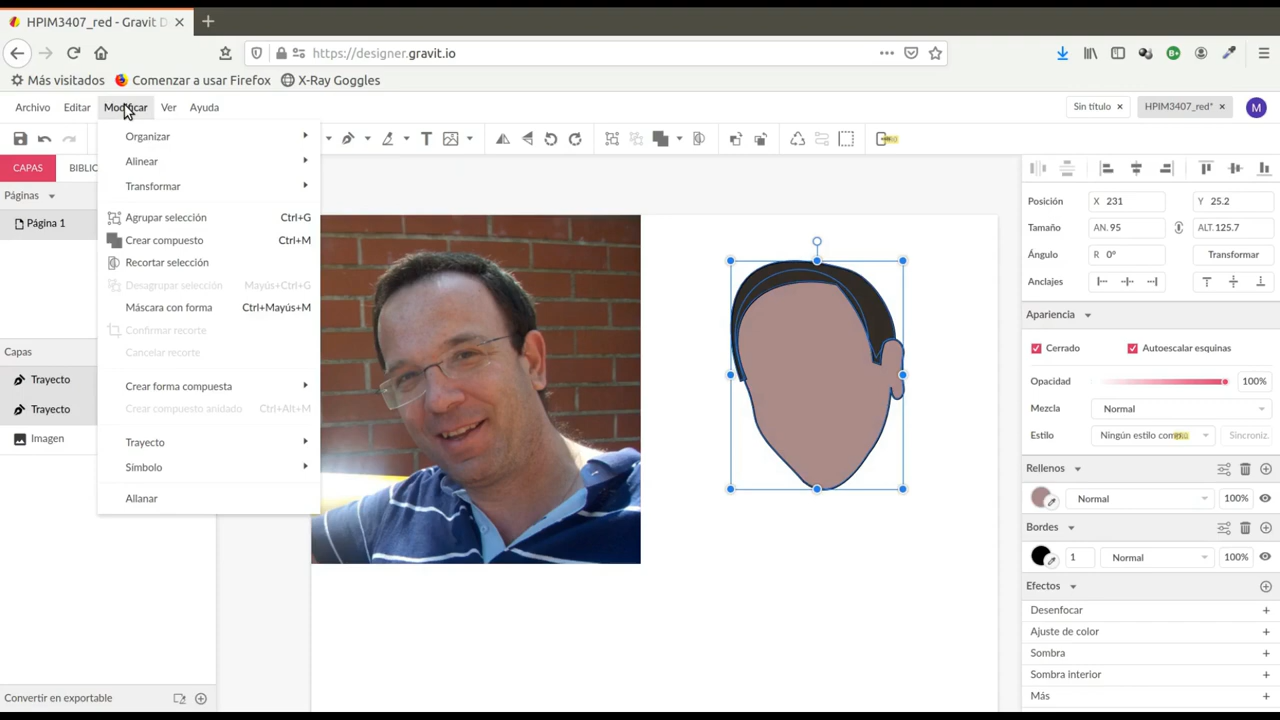 HPIM3407_red - Gravit D
https://designer.gravit.io
Más visitados Comenzar a usar Firefox X-Ray Goggles
Archivo Editar Modificar Ver Ayuda
Sin título HPIM3407_red* M
CAPAS BIBLIO
Páginas
Página 1
Capas
Trayecto
Trayecto
Imagen
Convertir en exportable
Organizar
Alinear
Transformar
Agrupar selección Ctrl+G
Crear compuesto Ctrl+M
Recortar selección
Desagrupar selección Mayús+Ctrl+G
Máscara con forma Ctrl+Mayús+M
Confirmar recorte
Cancelar recorte
Crear forma compuesta
Crear compuesto anidado Ctrl+Alt+M
Trayecto
Símbolo
Allanar
Posición X 231 Y 25.2
Tamaño AN. 95 ALT. 125.7
Ángulo R 0° Transformar
Anclajes
Apariencia
Cerrado Autoescalar esquinas
Opacidad 100%
Mezcla Normal
Estilo Ningún estilo Sincroniz.
Rellenos
Normal 100%
Bordes
1 Normal 100%
Efectos
Desenfocar +
Ajuste de color +
Sombra +
Sombra interior +
Más +